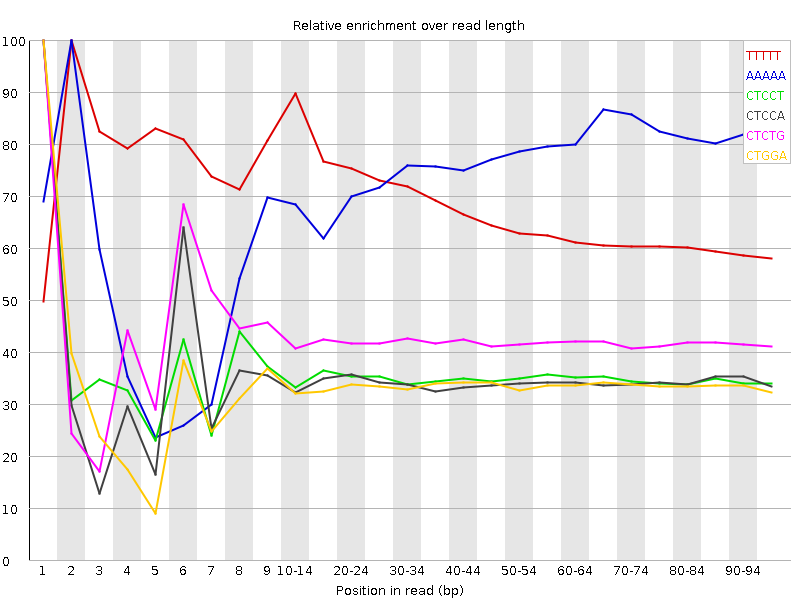 Relative enrichment over read length
100
90
80
70
60
50
40
30
20
10
0
TTTTT
AAAAA
CTCCT
CTCCA
CTCTG
CTGGA
1 2 3 4 5 6 7 8 9 10-14 20-24 30-34 40-44 50-54 60-64 70-74 80-84 90-94
Position in read (bp)